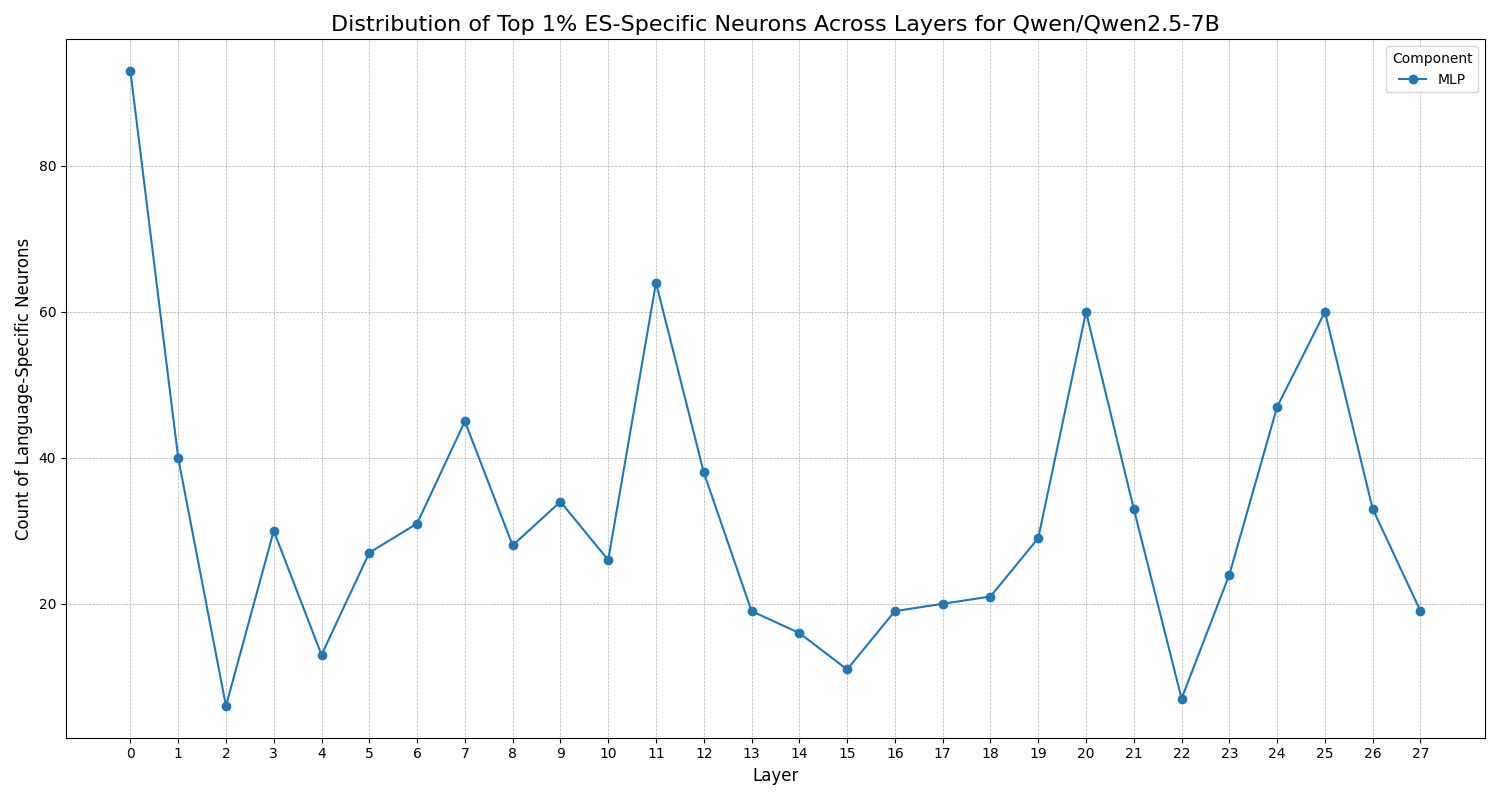 Distribution of Top 1% ES-Specific Neurons Across Layers for Qwen/Qwen2.5-7B
Component
MLP
Count of Language-Specific Neurons
80
60
40
20
0 1 2 3 4 5 6 7 8 9 10 11 12 13 14 15 16 17 18 19 20 21 22 23 24 25 26 27
Layer